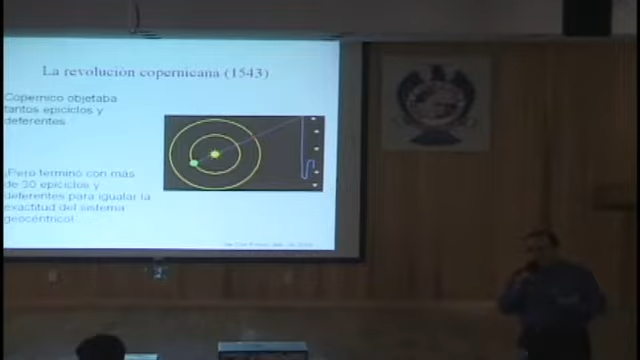 La revolución copernicana (1543)
Copernico objetaba
tantos epiciclos y
deferentes
¡Pero terminó con más
de 30 epiciclos y
deferentes para igualar la
exactitud del sistema
geocéntrico!